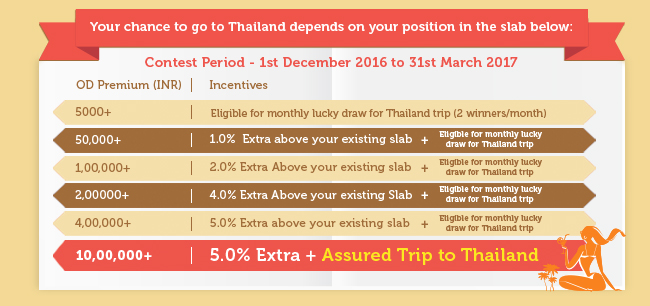 Your chance to go to Thailand depends on your position in the slab below:
Contest Period - 1st December 2016 to 31st March 2017
OD Premium (INR) Incentives
5000+ Eligible for monthly lucky draw for Thailand trip (2 winners/month)
50,000+ 1.0% Extra above your existing slab + Eligible for monthly lucky
draw for Thailand trip
1,00,000+ 2.0% Extra Above your existing slab + Eligible for monthly lucky
draw for Thailand trip
2,00000+ 4.0% Extra Above your existing Slab + Eligible for monthly lucky
draw for Thailand trip
4,00,000+ 5.0% Extra above your existing slab + Eligible for monthly lucky
draw for Thailand trip
10,00,000+ 5.0% Extra + Assured Trip to Thailand